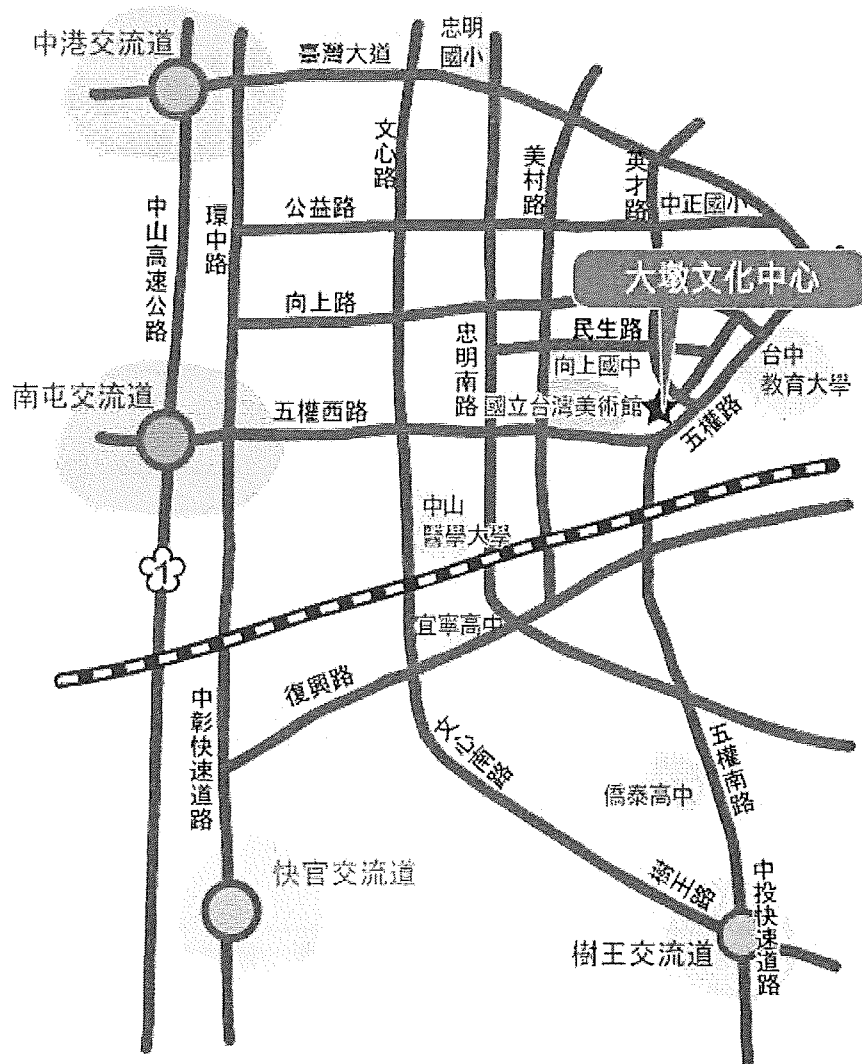 中港交流道
臺灣大道
忠明
國小
文心路
美村路
英才路
中正國小
中山高速公路
環中路
公益路
大墩文化中心
向上路
忠明南路
民生路
向上國中
台中
教育大學
南屯交流道
五權西路
國立台灣美術館
五權路
中山
醫學大學
1
宜寧高中
復興路
中彰快速道路
文心南路
五權南路
僑泰高中
快官交流道
樹王路
中投快速道路
樹王交流道